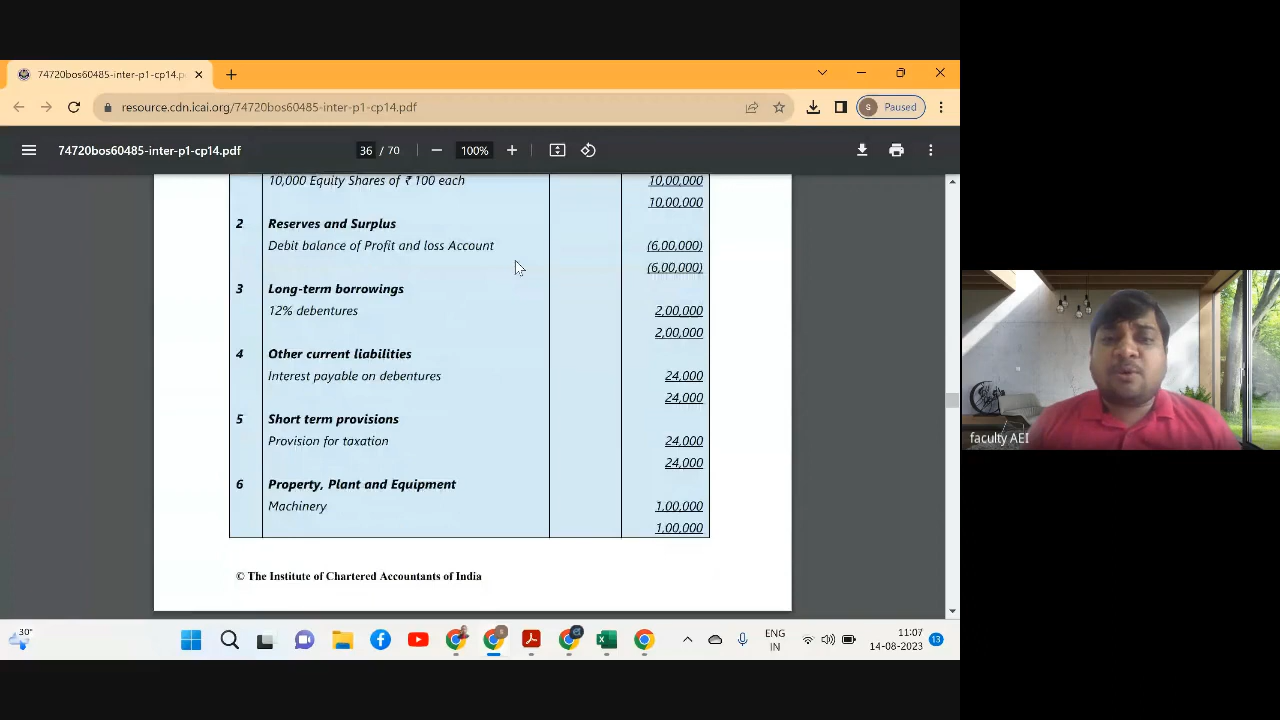 74720bos60485-inter-p1-cp14.p
resource.cdn.icai.org/74720bos60485-inter-p1-cp14.pdf
S Paused
74720bos60485-inter-p1-cp14.pdf
36 / 70
100%
10,000 Equity Shares of ₹ 100 each 10,00,000
10,00,000
2 Reserves and Surplus
Debit balance of Profit and loss Account (6,00,000)
(6,00,000)
3 Long-term borrowings
12% debentures 2,00,000
2,00,000
4 Other current liabilities
Interest payable on debentures 24,000
24,000
5 Short term provisions
Provision for taxation 24,000
24,000
6 Property, Plant and Equipment
Machinery 1,00,000
1,00,000
© The Institute of Chartered Accountants of India
faculty AEI
30°
ENG
IN
11:07
14-08-2023
13